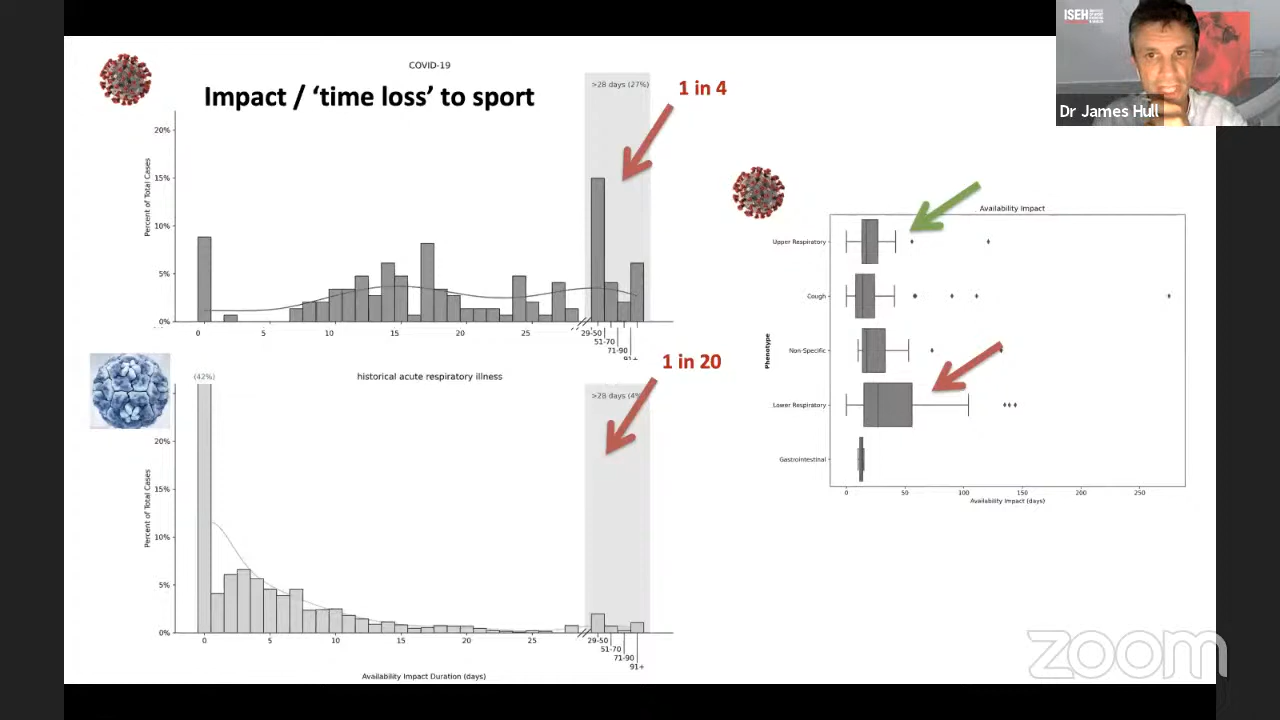 COVID-19
Impact / ‘time loss’ to sport
>28 days (27%)
1 in 4
20%
15%
10%
5%
0%
Percent of Total Cases
0 5 10 15 20 25 29-50
51-70
71-90
91+
historical acute respiratory illness
(42%)
>28 days (4%
1 in 20
20%
15%
10%
5%
0%
Percent of Total Cases
0 5 10 15 20 25 29-50
51-70
71-90
91+
Availability Impact Duration (days)
Availability Impact
Upper Respiratory
Cough
Non-Specific
Lower Respiratory
Gastrointestinal
Phenotype
0 50 100 150 200 250
Availability Impact (days)
ISEH
Dr James Hull
zoom